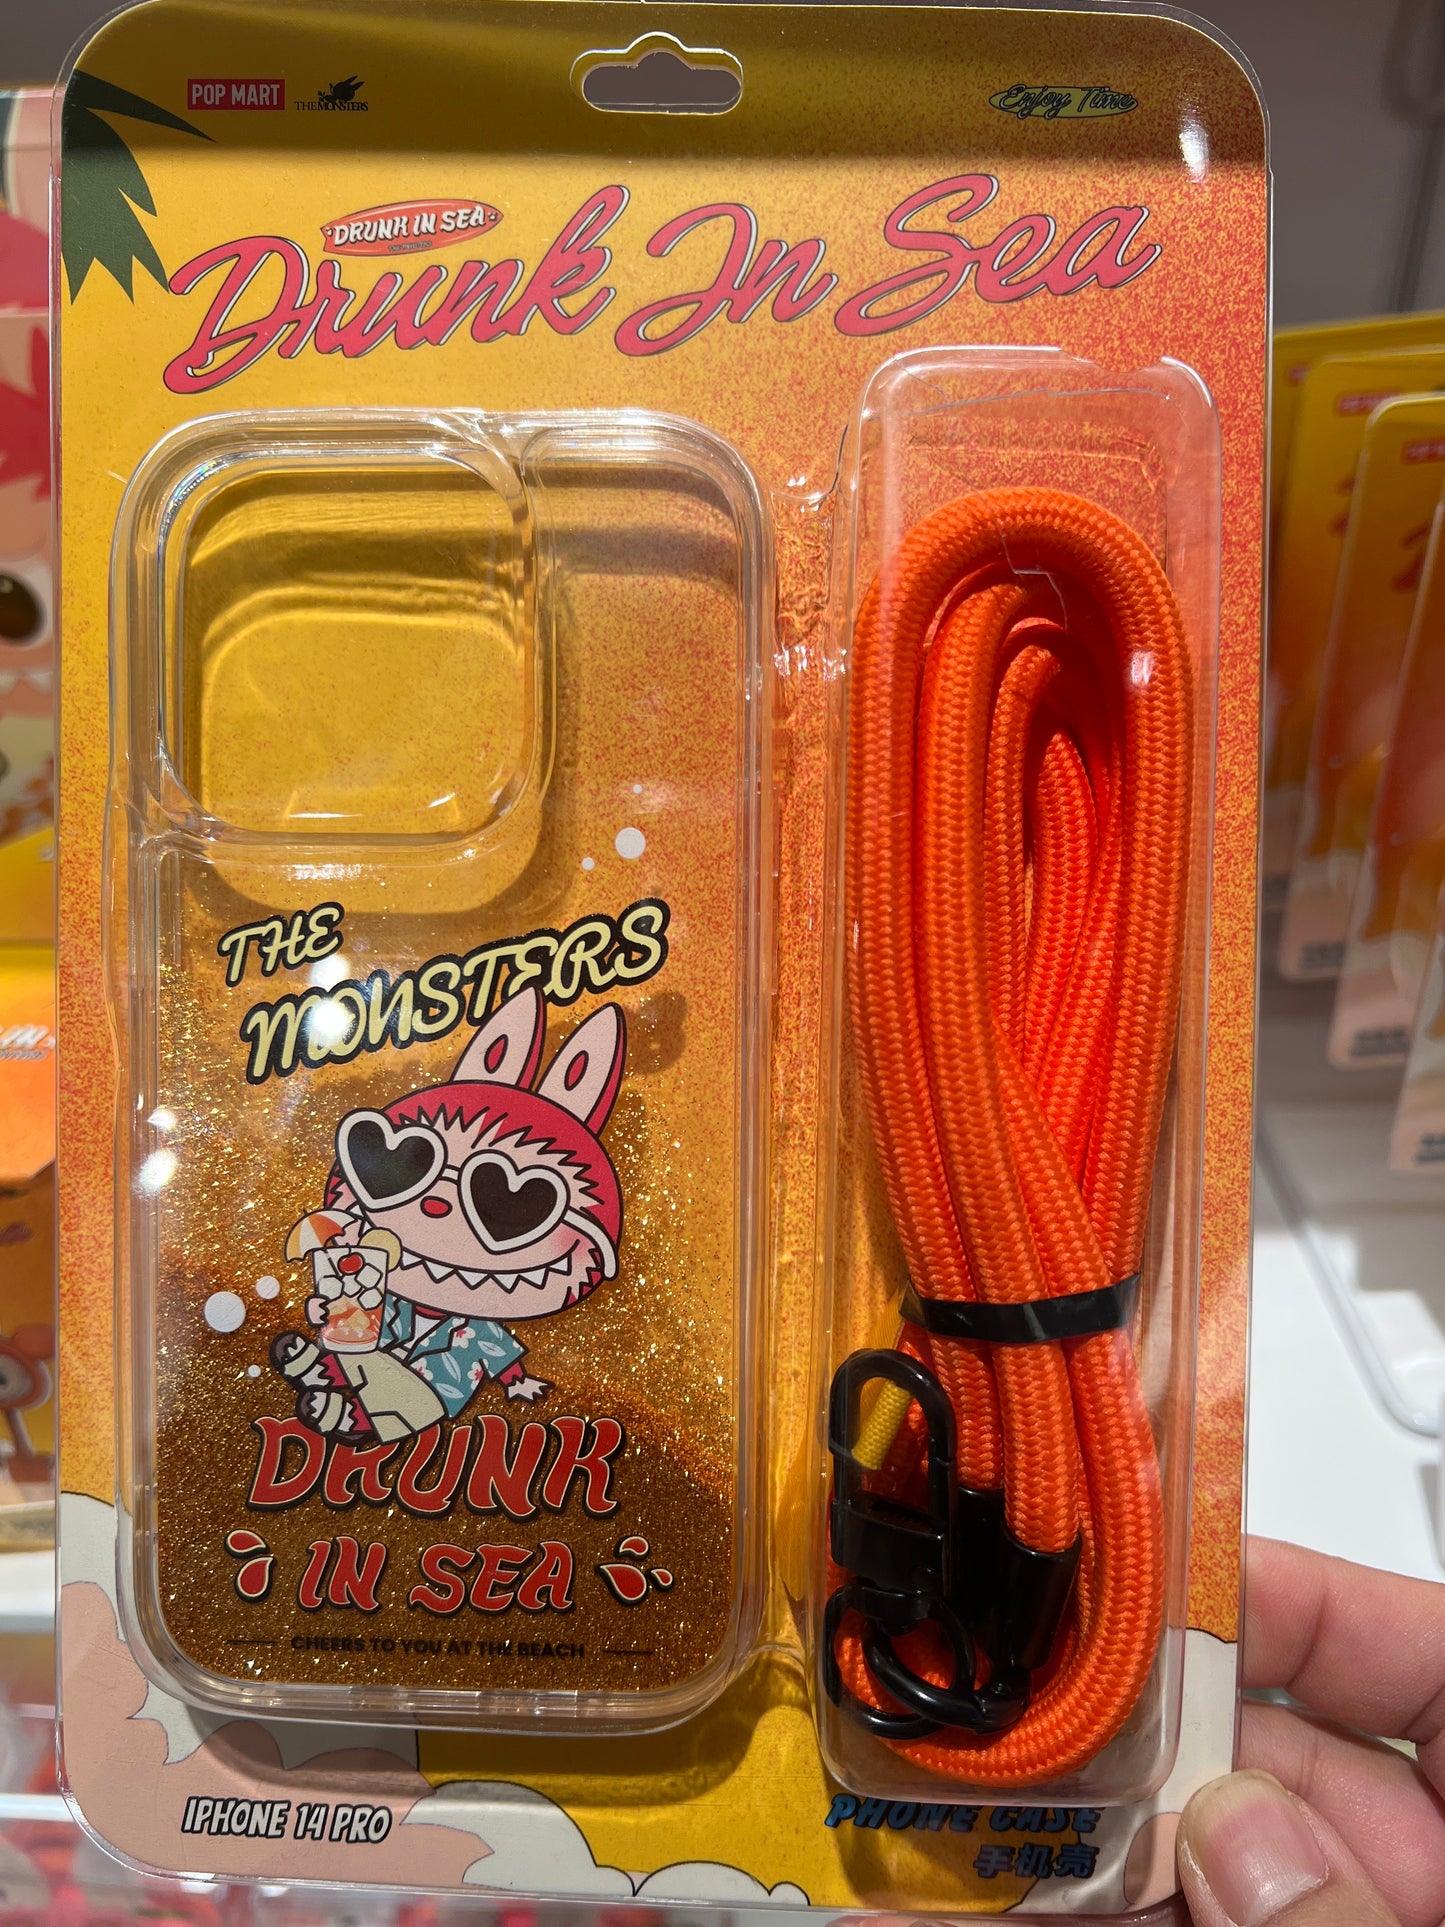 POP MART
THE MONSTERS
Enjoy Time
DRUNK IN SEA
Drunk In Sea
THE
MONSTERS
DRUNK
IN SEA
CHEERS TO YOU AT THE BEACH
IPHONE 14 PRO
PHONE CASE
手机壳